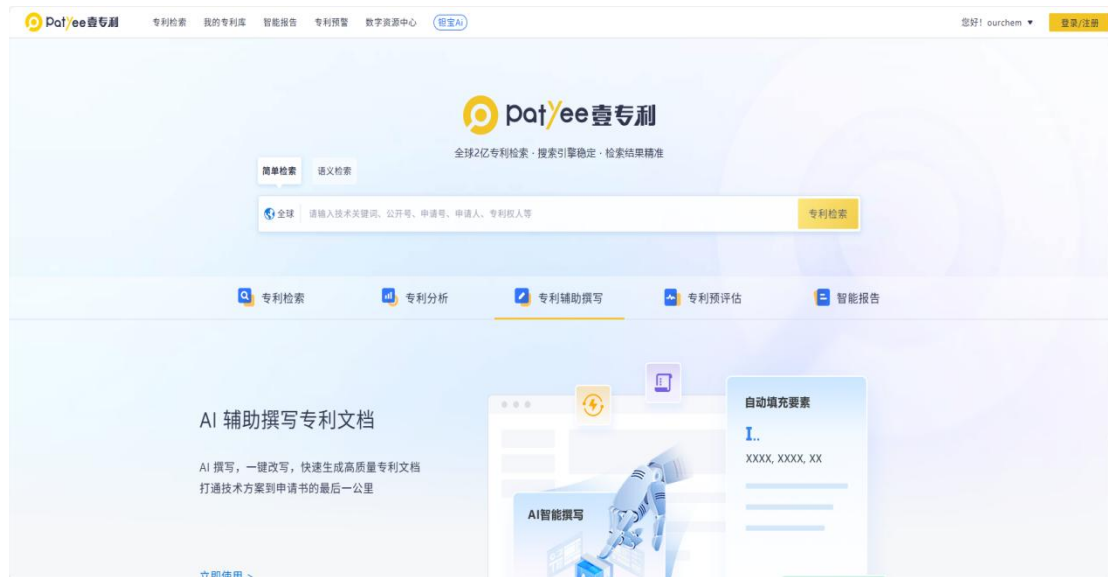 Patyee壹专利 专利检索 我的专利库 智能报告 专利预警 数字资源中心 钽宝Ai 您好！ourchem ▼ 登录/注册
patyee壹专利
全球2亿专利检索 · 搜索引擎稳定 · 检索结果精准
简单检索 语义检索
全球 请输入技术关键词、公开号、申请号、申请人、专利权人等 专利检索
专利检索 专利分析 专利辅助撰写 专利预评估 智能报告
自动填充要素
AI 辅助撰写专利文档
I..
XXXX, XXXX, XX
AI 撰写，一键改写，快速生成高质量专利文档
打通技术方案到申请书的最后一公里
AI智能撰写
立即使用 >